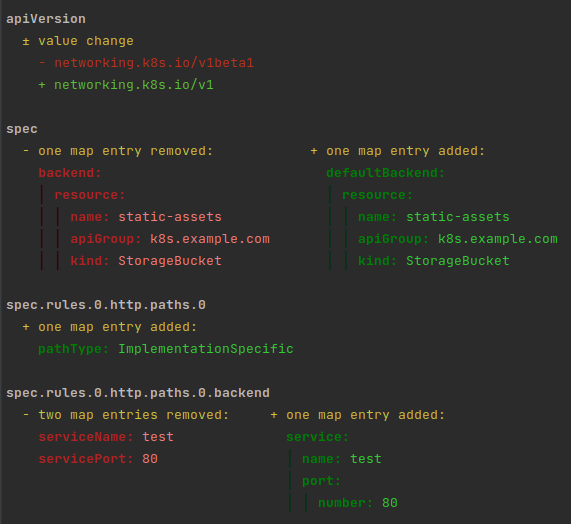 apiVersion
± value change
- networking.k8s.io/v1beta1
+ networking.k8s.io/v1
spec
- one map entry removed: + one map entry added:
backend: defaultBackend:
resource: resource:
name: static-assets name: static-assets
apiGroup: k8s.example.com apiGroup: k8s.example.com
kind: StorageBucket kind: StorageBucket
spec.rules.0.http.paths.0
+ one map entry added:
pathType: ImplementationSpecific
spec.rules.0.http.paths.0.backend
- two map entries removed: + one map entry added:
serviceName: test service:
servicePort: 80 name: test
port:
number: 80